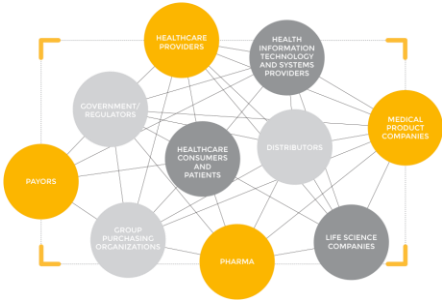 HEALTHCARE
PROVIDERS
HEALTH
INFORMATION
TECHNOLOGY
AND SYSTEMS
PROVIDERS
GOVERNMENT/
REGULATORS
MEDICAL
PRODUCT
COMPANIES
HEALTHCARE
CONSUMERS
AND
PATIENTS
DISTRIBUTORS
PAYORS
GROUP
PURCHASING
ORGANIZATIONS
PHARMA
LIFE SCIENCE
COMPANIES